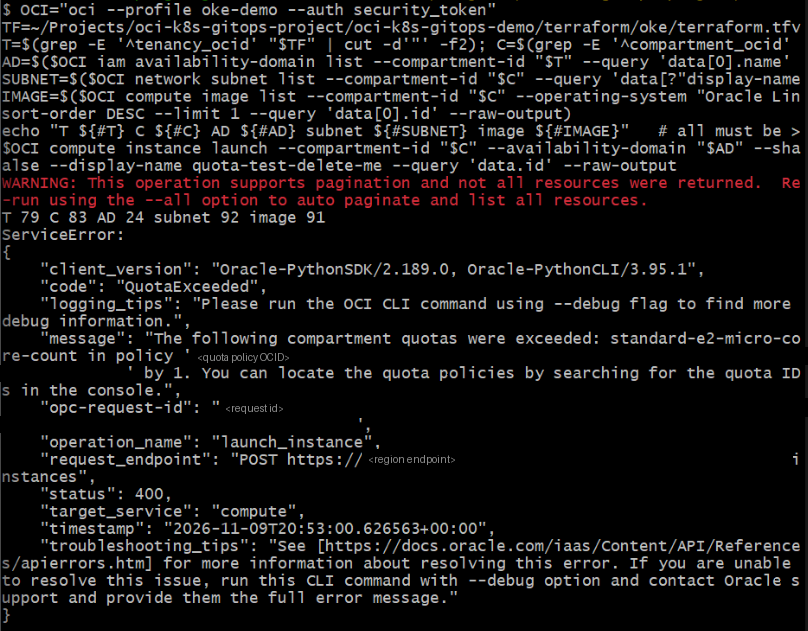 $ OCI="oci --profile oke-demo --auth security_token"
TF=~/Projects/oci-k8s-gitops-project/oci-k8s-gitops-demo/terraform/oke/terraform.tfv
T=$(grep -E '^tenancy_ocid' "$TF" | cut -d'"' -f2); C=$(grep -E '^compartment_ocid'
AD=$($OCI iam availability-domain list --compartment-id "$T" --query 'data[0].name'
SUBNET=$($OCI network subnet list --compartment-id "$C" --query 'data[?"display-name
IMAGE=$($OCI compute image list --compartment-id "$C" --operating-system "Oracle Lin
sort-order DESC --limit 1 --query 'data[0].id' --raw-output)
echo "T ${#T} C ${#C} AD ${#AD} subnet ${#SUBNET} image ${#IMAGE}"   # all must be >
$OCI compute instance launch --compartment-id "$C" --availability-domain "$AD" --sha
alse --display-name quota-test-delete-me --query 'data.id' --raw-output
WARNING: This operation supports pagination and not all resources were returned.  Re
-run using the --all option to auto paginate and list all resources.
T 79 C 83 AD 24 subnet 92 image 91
ServiceError:
{
    "client_version": "Oracle-PythonSDK/2.189.0, Oracle-PythonCLI/3.95.1",
    "code": "QuotaExceeded",
    "logging_tips": "Please run the OCI CLI command using --debug flag to find more
debug information.",
    "message": "The following compartment quotas were exceeded: standard-e2-micro-co
re-count in policy ' <quota policy OCID>
' by 1. You can locate the quota policies by searching for the quota ID
s in the console.",
    "opc-request-id": " <request id>
',
    "operation_name": "launch_instance",
    "request_endpoint": "POST https:// <region endpoint> i
nstances",
    "status": 400,
    "target_service": "compute",
    "timestamp": "2026-11-09T20:53:00.626563+00:00",
    "troubleshooting_tips": "See [https://docs.oracle.com/iaas/Content/API/Reference
s/apierrors.htm] for more information about resolving this error. If you are unable
to resolve this issue, run this CLI command with --debug option and contact Oracle s
upport and provide them the full error message."
}